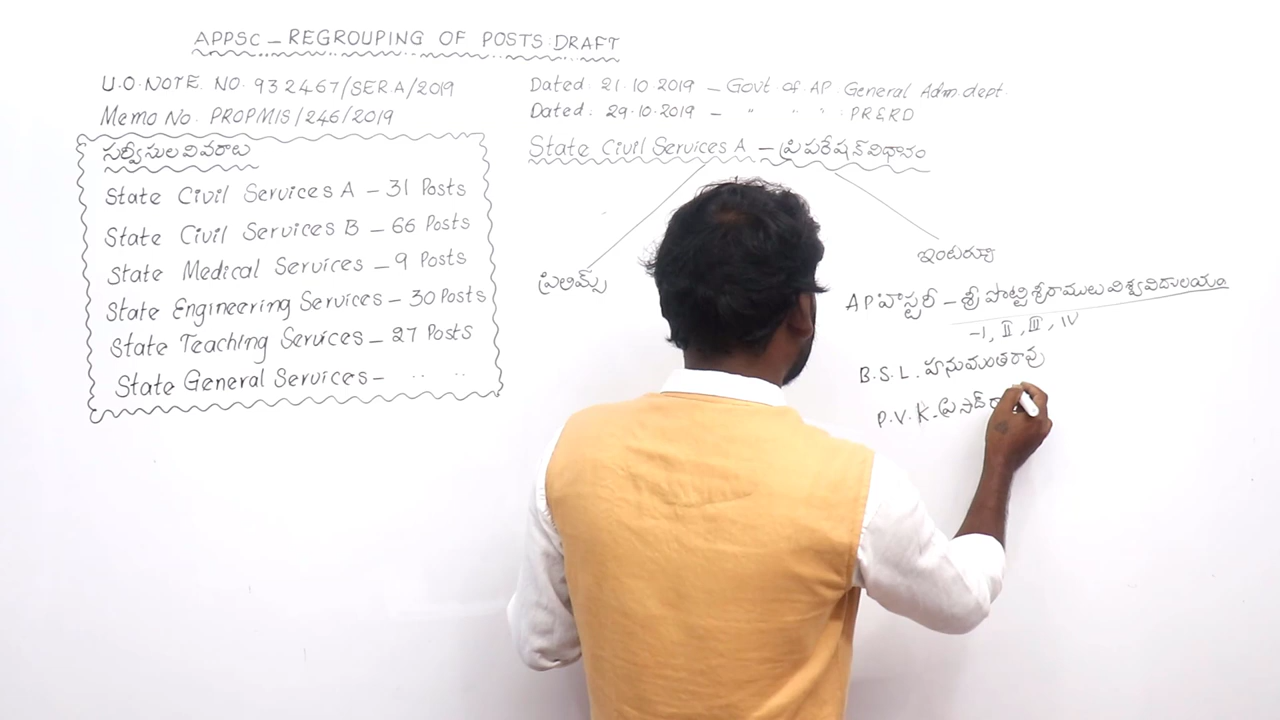 APPSC – REGROUPING OF POSTS: DRAFT
U.O.NOTE. NO. 932467/SER.A/2019
Memo No. PROPMIS/246/2019
Dated: 21.10.2019 – Govt of AP. General Adm.dept.
Dated: 29.10.2019 – " " " : PR&RD
సర్వీసుల వివరాలు
State Civil Services A – 31 Posts
State Civil Services B – 66 Posts
State Medical Services – 9 Posts
State Engineering Services – 30 Posts
State Teaching Services – 27 Posts
State General Services – .. ..
State Civil Services A – ప్రిపరేషన్ విధానం
ప్రిలిమ్స్
ఇంటర్వ్యూ
AP హిస్టరీ – శ్రీ పొట్టి శ్రీరాములు విశ్వవిద్యాలయం
–I, II, III, IV
B.S.L. హనుమంతరావు
P.V.K. ప్రసాద్